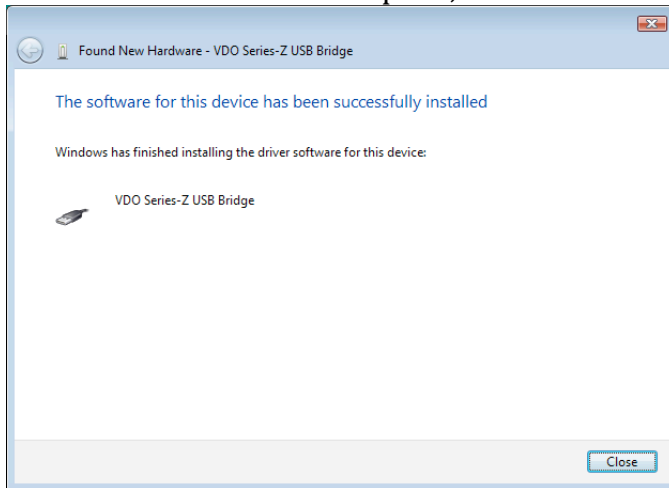 Found New Hardware - VDO Series-Z USB Bridge
The software for this device has been successfully installed
Windows has finished installing the driver software for this device:
VDO Series-Z USB Bridge
Close